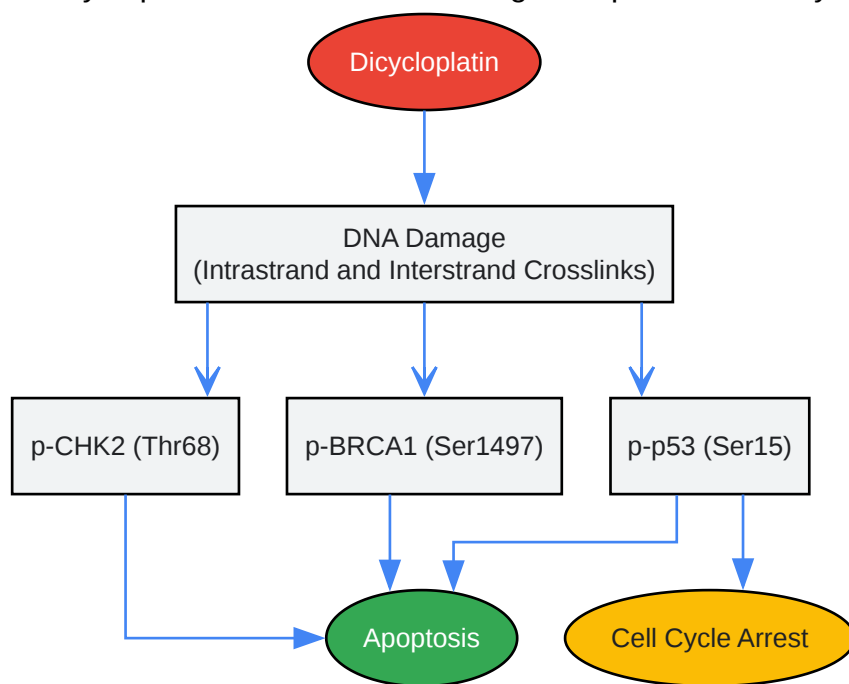 Dicycloplatin
DNA Damage
(Intrastrand and Interstrand Crosslinks)
p-CHK2 (Thr68)
p-BRCA1 (Ser1497)
p-p53 (Ser15)
Apoptosis
Cell Cycle Arrest